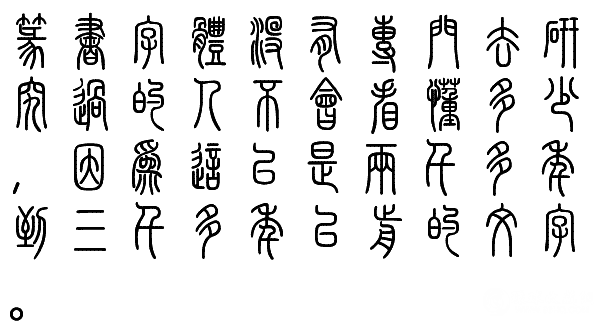 篆書字體沒有專門去研
究過的人不會看懂多少
，因為這已是兩千多年
到二千多年以前的文字
。